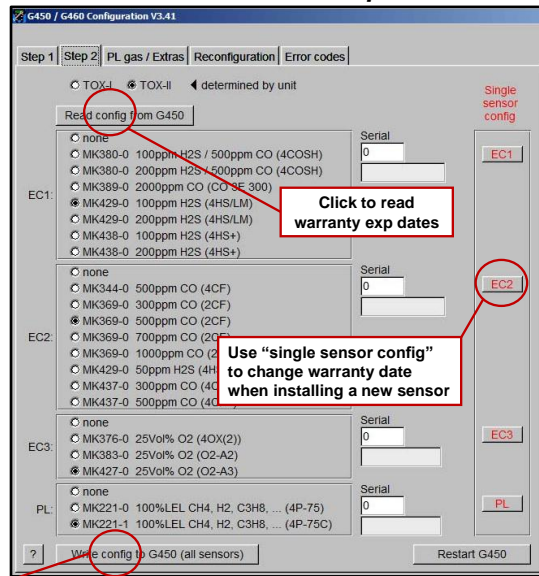 G450 / G460 Configuration V3.41
Step 1 Step 2 PL gas / Extras Reconfiguration Error codes
TOX-I TOX-II determined by unit
Single
sensor
config
Read config from G450
EC1:
none
MK380-0 100ppm H2S / 500ppm CO (4COSH)
MK380-0 200ppm H2S / 500ppm CO (4COSH)
MK389-0 2000ppm CO (CO 3E 300)
MK429-0 100ppm H2S (4HS/LM)
MK429-0 200ppm H2S (4HS/LM)
MK438-0 100ppm H2S (4HS+)
MK438-0 200ppm H2S (4HS+)
Serial
0
EC1
Click to read
warranty exp dates
EC2:
none
MK344-0 500ppm CO (4CF)
MK369-0 300ppm CO (2CF)
MK369-0 500ppm CO (2CF)
MK369-0 700ppm CO
MK369-0 1000ppm CO
MK429-0 50ppm H2S
MK437-0 300ppm CO
MK437-0 500ppm CO
Serial
0
EC2
Use “single sensor config”
to change warranty date
when installing a new sensor
EC3:
none
MK376-0 25Vol% O2 (4OX(2))
MK383-0 25Vol% O2 (O2-A2)
MK427-0 25Vol% O2 (O2-A3)
Serial
0
EC3
PL:
none
MK221-0 100%LEL CH4, H2, C3H8, ... (4P-75)
MK221-1 100%LEL CH4, H2, C3H8, ... (4P-75C)
Serial
0
PL
? Write config to G450 (all sensors) Restart G450